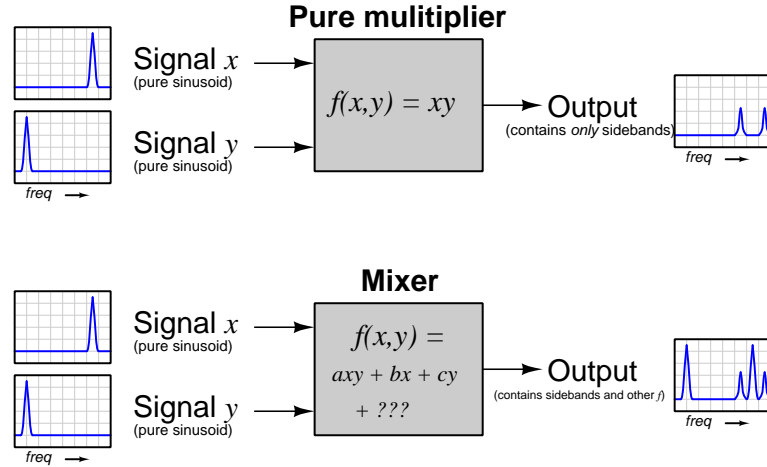 Pure mulitiplier
Signal x
(pure sinusoid)
f(x,y) = xy
Output
(contains only sidebands)
Signal y
(pure sinusoid)
freq
freq
Mixer
Signal x
(pure sinusoid)
f(x,y) =
axy + bx + cy
+ ???
Output
(contains sidebands and other f)
Signal y
(pure sinusoid)
freq
freq